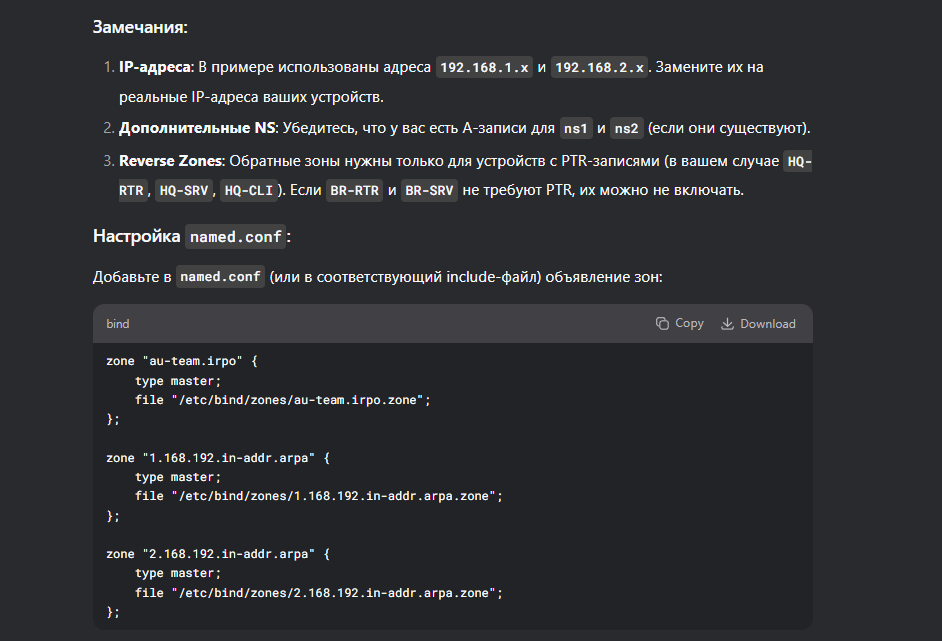 Замечания:
1. IP-адреса: В примере использованы адреса 192.168.1.x и 192.168.2.x. Замените их на
реальные IP-адреса ваших устройств.
2. Дополнительные NS: Убедитесь, что у вас есть A-записи для ns1 и ns2 (если они существуют).
3. Reverse Zones: Обратные зоны нужны только для устройств с PTR-записями (в вашем случае HQ-
RTR, HQ-SRV, HQ-CLI). Если BR-RTR и BR-SRV не требуют PTR, их можно не включать.
Настройка named.conf:
Добавьте в named.conf (или в соответствующий include-файл) объявление зон:
bind Copy Download
zone "au-team.irpo" {
    type master;
    file "/etc/bind/zones/au-team.irpo.zone";
};
zone "1.168.192.in-addr.arpa" {
    type master;
    file "/etc/bind/zones/1.168.192.in-addr.arpa.zone";
};
zone "2.168.192.in-addr.arpa" {
    type master;
    file "/etc/bind/zones/2.168.192.in-addr.arpa.zone";
};